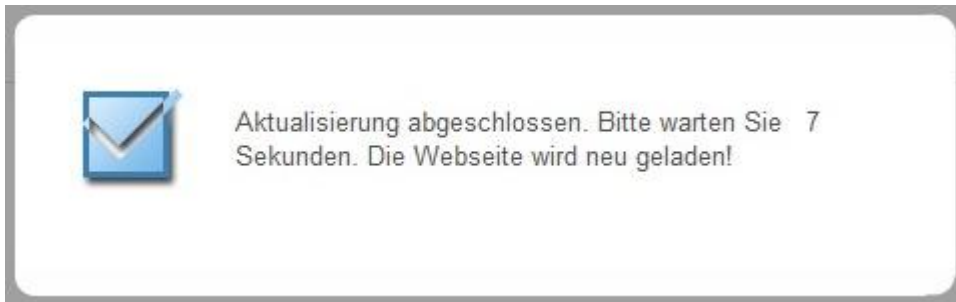 Aktualisierung abgeschlossen. Bitte warten Sie 7
Sekunden. Die Webseite wird neu geladen!